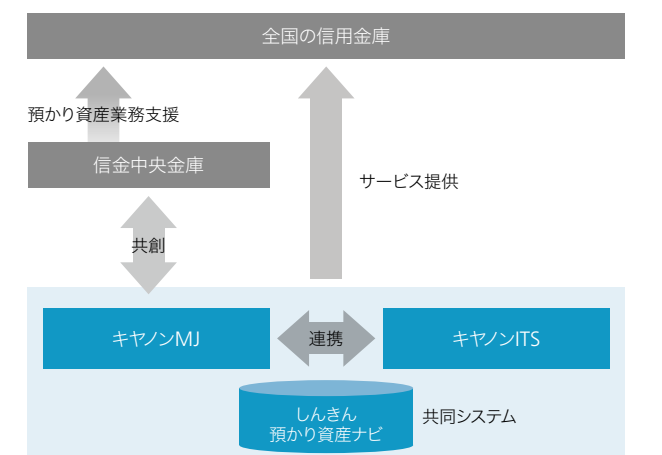 全国の信用金庫
預かり資産業務支援
信金中央金庫
サービス提供
共創
キヤノンMJ
連携
キヤノンITS
しんきん
預かり資産ナビ
共同システム